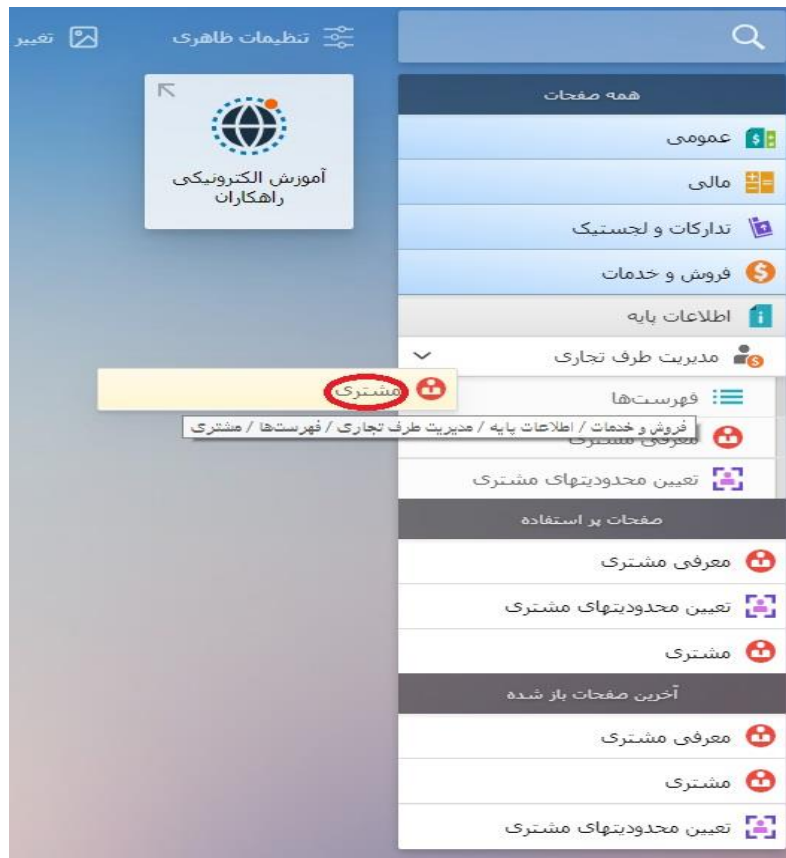 تنظیمات ظاهری
تغییر
آموزش الکترونیکی
راهکاران
همه صفحات
عمومی
مالی
تدارکات و لجستیک
فروش و خدمات
اطلاعات پایه
مدیریت طرف تجاری
مشتری
فهرست‌ها
فروش و خدمات / اطلاعات پایه / مدیریت طرف تجاری / فهرست‌ها / مشتری
معرفی مشتری
تعیین محدودیتهای مشتری
صفحات پر استفاده
معرفی مشتری
تعیین محدودیتهای مشتری
مشتری
آخرین صفحات باز شده
معرفی مشتری
مشتری
تعیین محدودیتهای مشتری